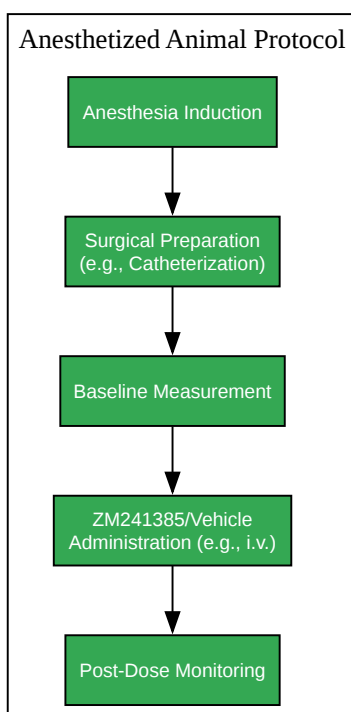 Anesthetized Animal Protocol
Anesthesia Induction
Surgical Preparation
(e.g., Catheterization)
Baseline Measurement
ZM241385/Vehicle
Administration (e.g., i.v.)
Post-Dose Monitoring